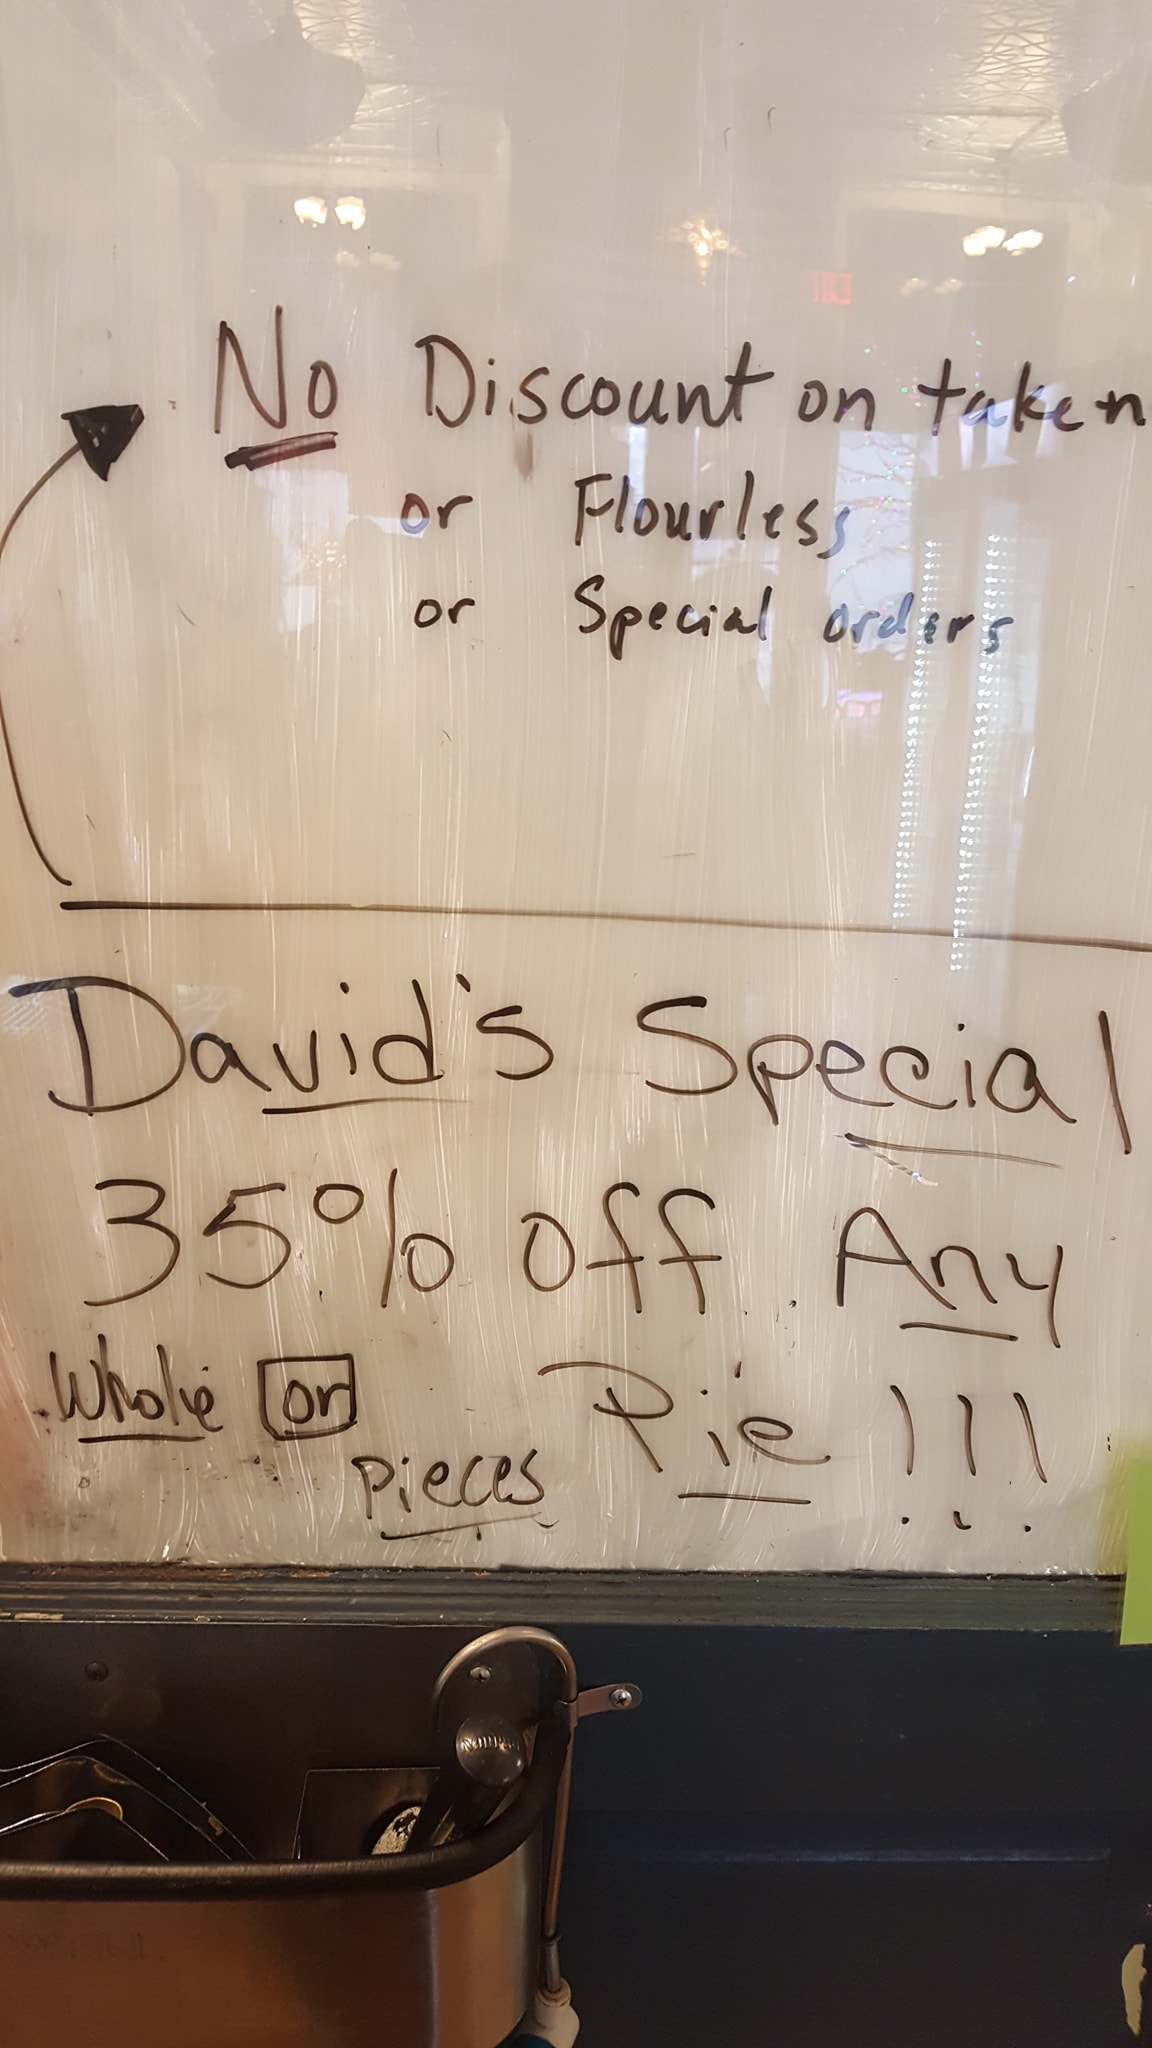 No Discount on taken
or Flourless
or Special orders
David's Special
35% off Any
Whole or Pie !!!
pieces